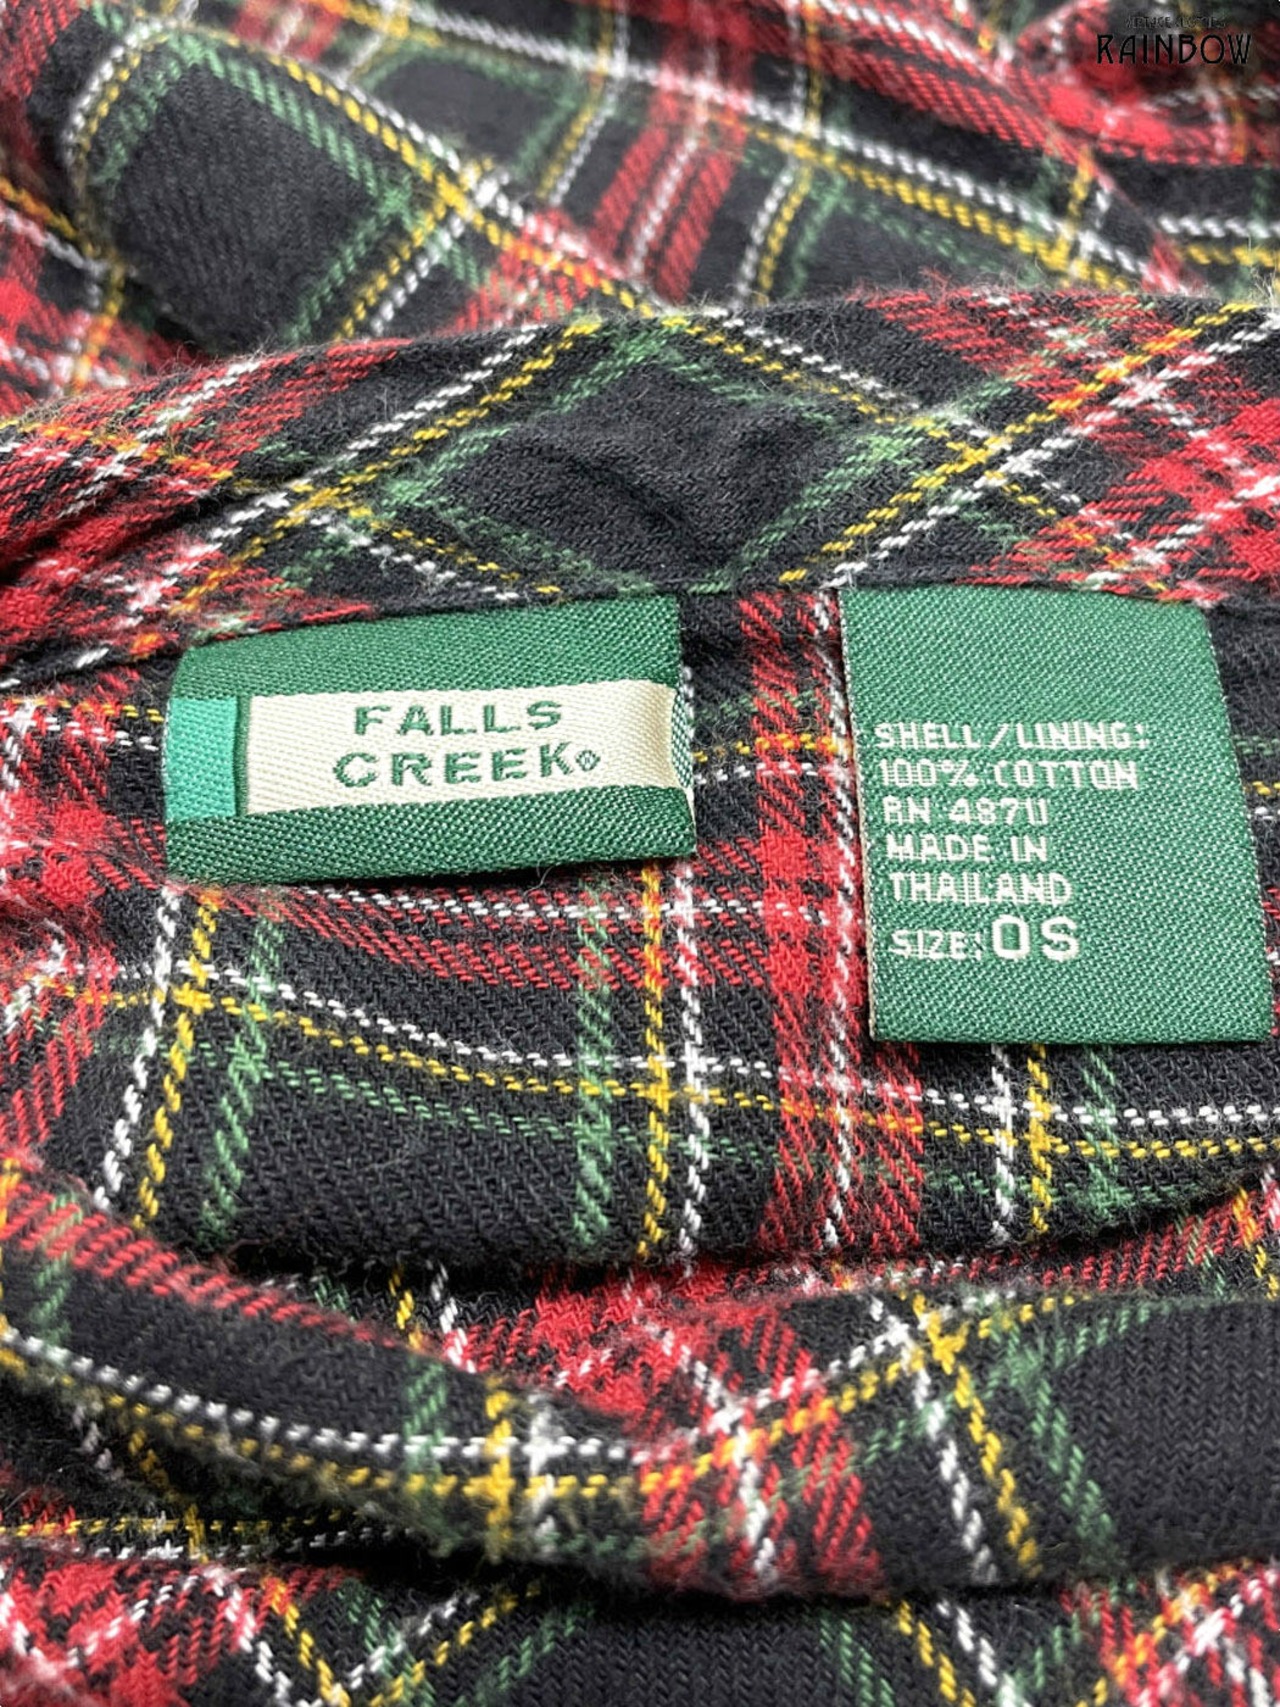 RAINBOW
FALLS
CREEK®
SHELL/LINING:
100% COTTON
RN 48711
MADE IN
THAILAND
SIZE: OS